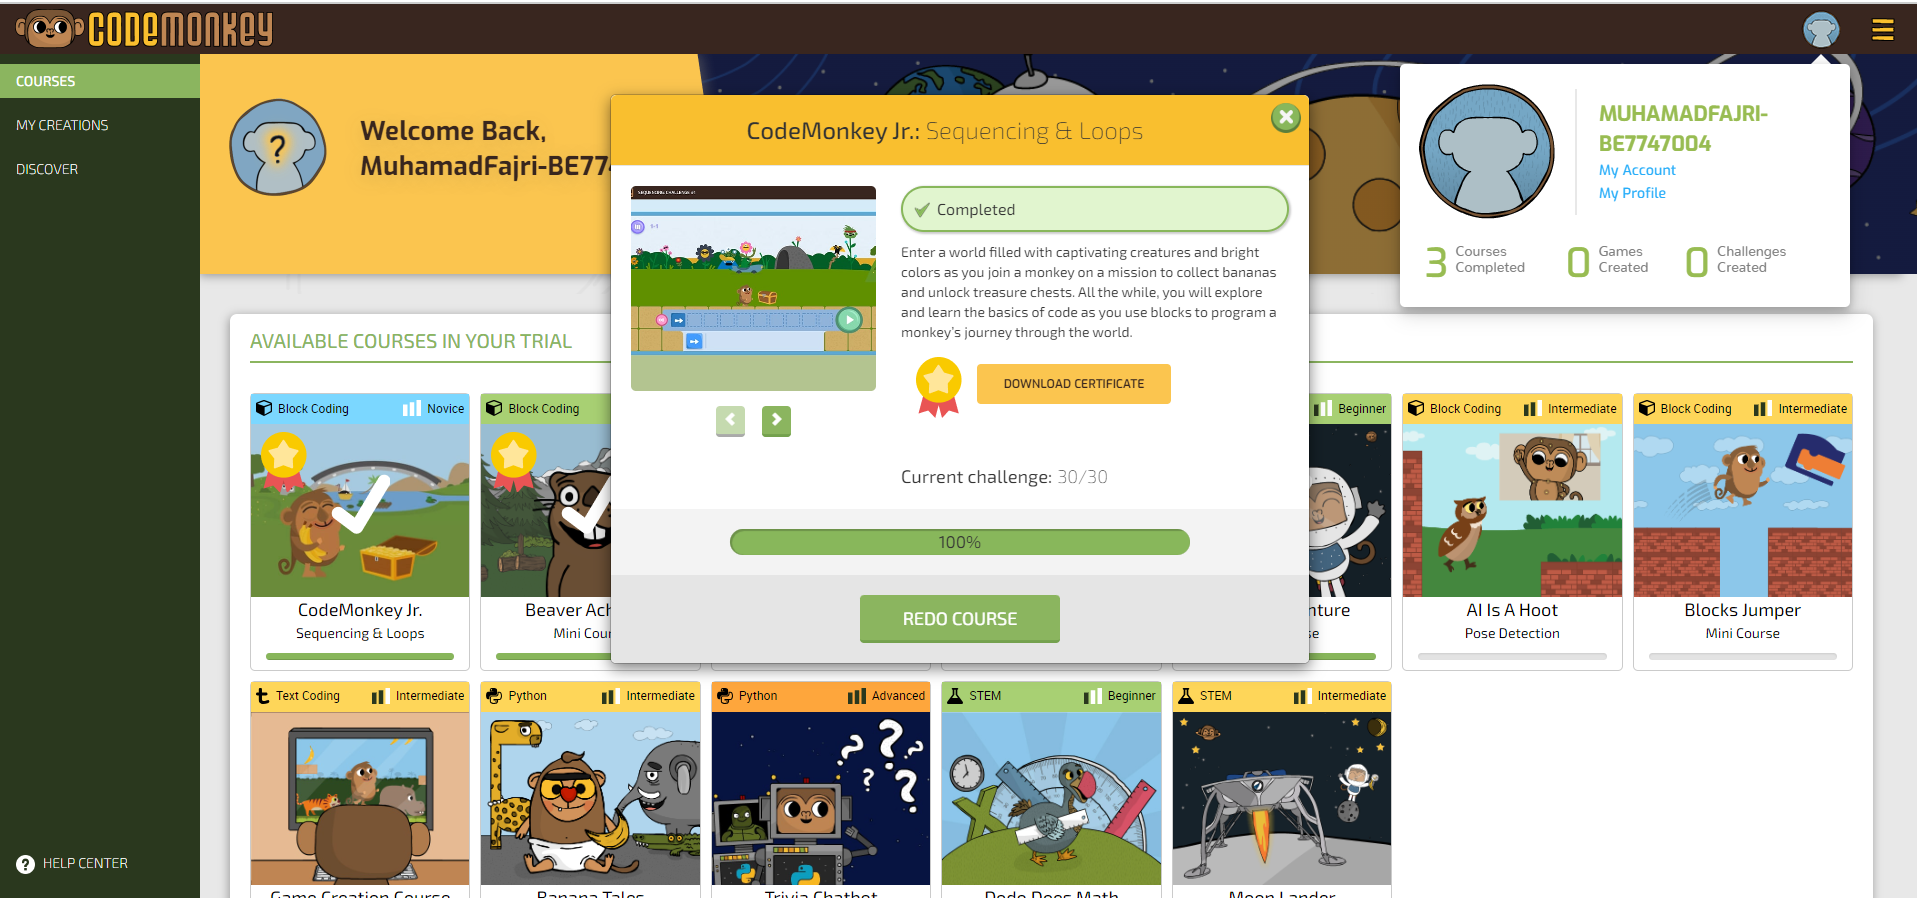 CODEMONKEY
COURSES
MY CREATIONS
DISCOVER
HELP CENTER
Welcome Back,
MuhamadFajri-BE77
MUHAMADFAJRI-
BE7747004
My Account
My Profile
3 Courses Completed
0 Games Created
0 Challenges Created
CodeMonkey Jr.: Sequencing & Loops
SEQUENCING CHALLENGE #1
Completed
Enter a world filled with captivating creatures and bright
colors as you join a monkey on a mission to collect bananas
and unlock treasure chests. All the while, you will explore
and learn the basics of code as you use blocks to program a
monkey's journey through the world.
DOWNLOAD CERTIFICATE
Current challenge: 30/30
100%
REDO COURSE
AVAILABLE COURSES IN YOUR TRIAL
Block Coding Novice
CodeMonkey Jr.
Sequencing & Loops
Block Coding
Beaver Ach
Mini Cour
Beginner
nture
se
Block Coding Intermediate
AI Is A Hoot
Pose Detection
Block Coding Intermediate
Blocks Jumper
Mini Course
Text Coding Intermediate
Game Creation Course
Python Intermediate
Banana Tales
Python Advanced
Trivia Chatbot
STEM Beginner
Dodo Does Math
STEM Intermediate
Moon Lander